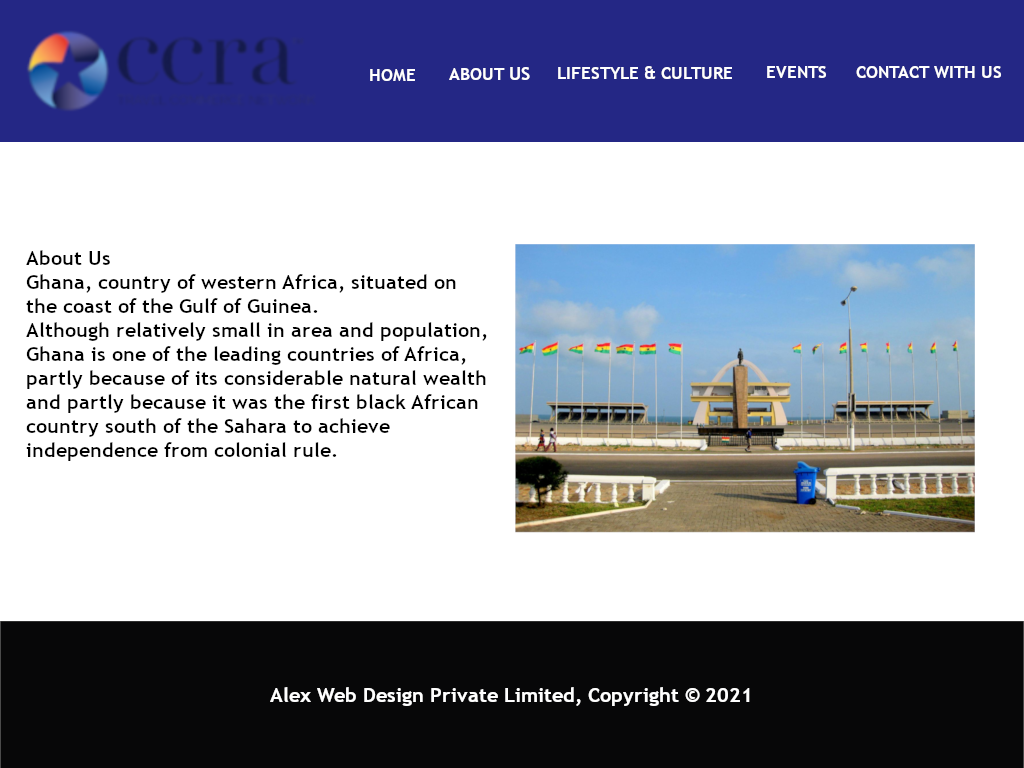 ccra
HOME
ABOUT US
LIFESTYLE & CULTURE
EVENTS
CONTACT WITH US
About Us
Ghana, country of western Africa, situated on
the coast of the Gulf of Guinea.
Although relatively small in area and population,
Ghana is one of the leading countries of Africa,
partly because of its considerable natural wealth
and partly because it was the first black African
country south of the Sahara to achieve
independence from colonial rule.
Alex Web Design Private Limited, Copyright © 2021